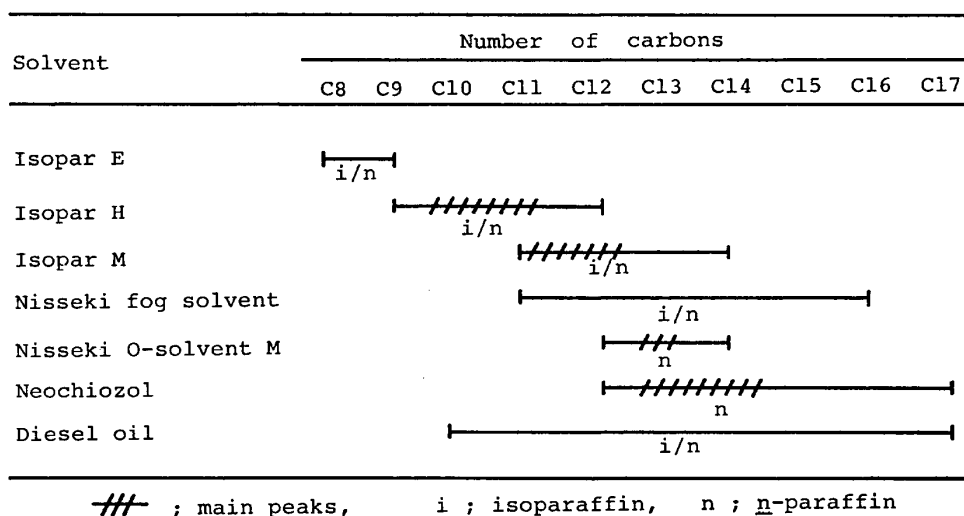 Number of carbons
Solvent
C8 C9 C10 C11 C12 C13 C14 C15 C16 C17
Isopar E
i/n
Isopar H
i/n
Isopar M
i/n
Nisseki fog solvent
i/n
Nisseki O-solvent M
n
Neochiozol
n
Diesel oil
i/n
; main peaks, i ; isoparaffin, n ; n-paraffin